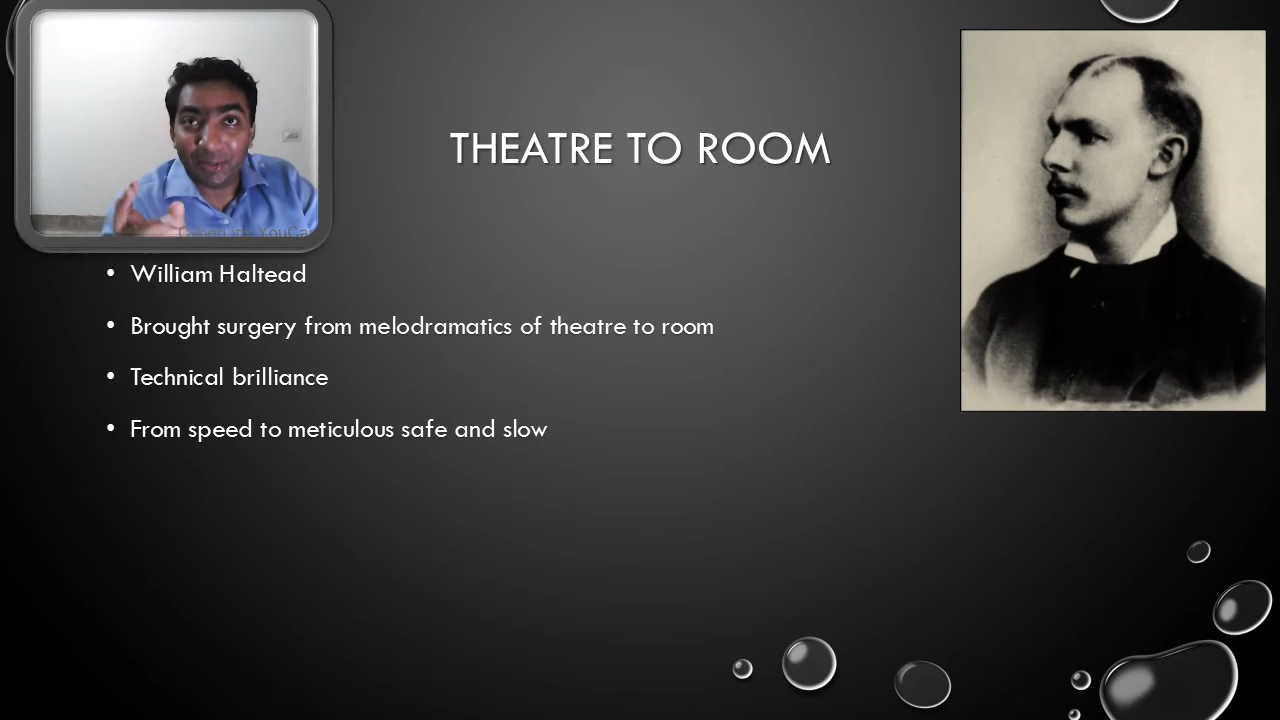 THEATRE TO ROOM
William Haltead
Brought surgery from melodramatics of theatre to room
Technical brilliance
From speed to meticulous safe and slow